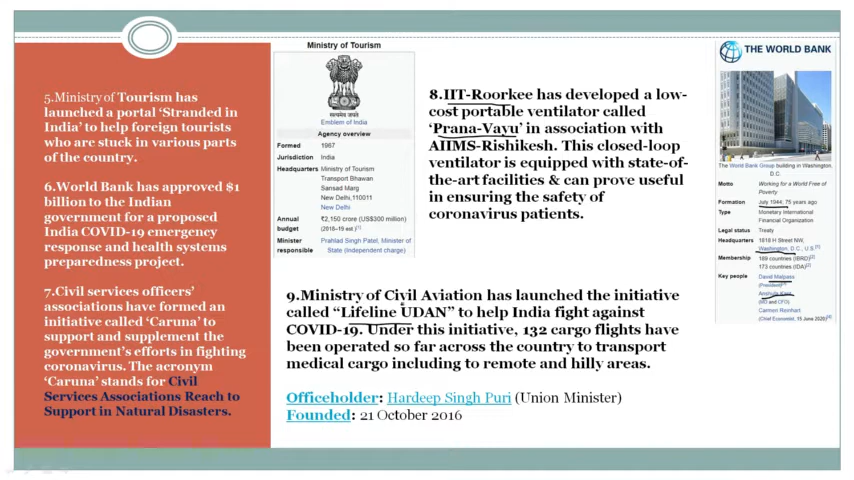 5.Ministry of Tourism has
launched a portal ‘Stranded in
India’ to help foreign tourists
who are stuck in various parts
of the country.
6.World Bank has approved $1
billion to the Indian
government for a proposed
India COVID-19 emergency
response and health systems
preparedness project.
7.Civil services officers’
associations have formed an
initiative called ‘Caruna’ to
support and supplement the
government’s efforts in fighting
coronavirus. The acronym
‘Caruna’ stands for Civil
Services Associations Reach to
Support in Natural Disasters.
Ministry of Tourism
सत्यमेव जयते
Emblem of India
Agency overview
Formed 1967
Jurisdiction India
Headquarters Ministry of Tourism
Transport Bhawan
Sansad Marg
New Delhi,110011
New Delhi
Annual budget ₹2,150 crore (US$300 million)
(2018–19 est.)[1]
Minister responsible Prahlad Singh Patel, Minister of
State (Independent charge)
8.IIT-Roorkee has developed a low-
cost portable ventilator called
‘Prana-Vayu’ in association with
AIIMS-Rishikesh. This closed-loop
ventilator is equipped with state-of-
the-art facilities & can prove useful
in ensuring the safety of
coronavirus patients.
9.Ministry of Civil Aviation has launched the initiative
called “Lifeline UDAN” to help India fight against
COVID-19. Under this initiative, 132 cargo flights have
been operated so far across the country to transport
medical cargo including to remote and hilly areas.
Officeholder: Hardeep Singh Puri (Union Minister)
Founded: 21 October 2016
THE WORLD BANK
The World Bank Group building in Washington,
D.C.
Motto Working for a World Free of
Poverty
Formation July 1944; 75 years ago
Type Monetary International
Financial Organization
Legal status Treaty
Headquarters 1818 H Street NW,
Washington, D.C., U.S.[1]
Membership 189 countries (IBRD)[2]
173 countries (IDA)[2]
Key people David Malpass
(President)
Anshula Kant
(MD and CFO)
Carmen Reinhart
(Chief Economist, 15 June 2020)